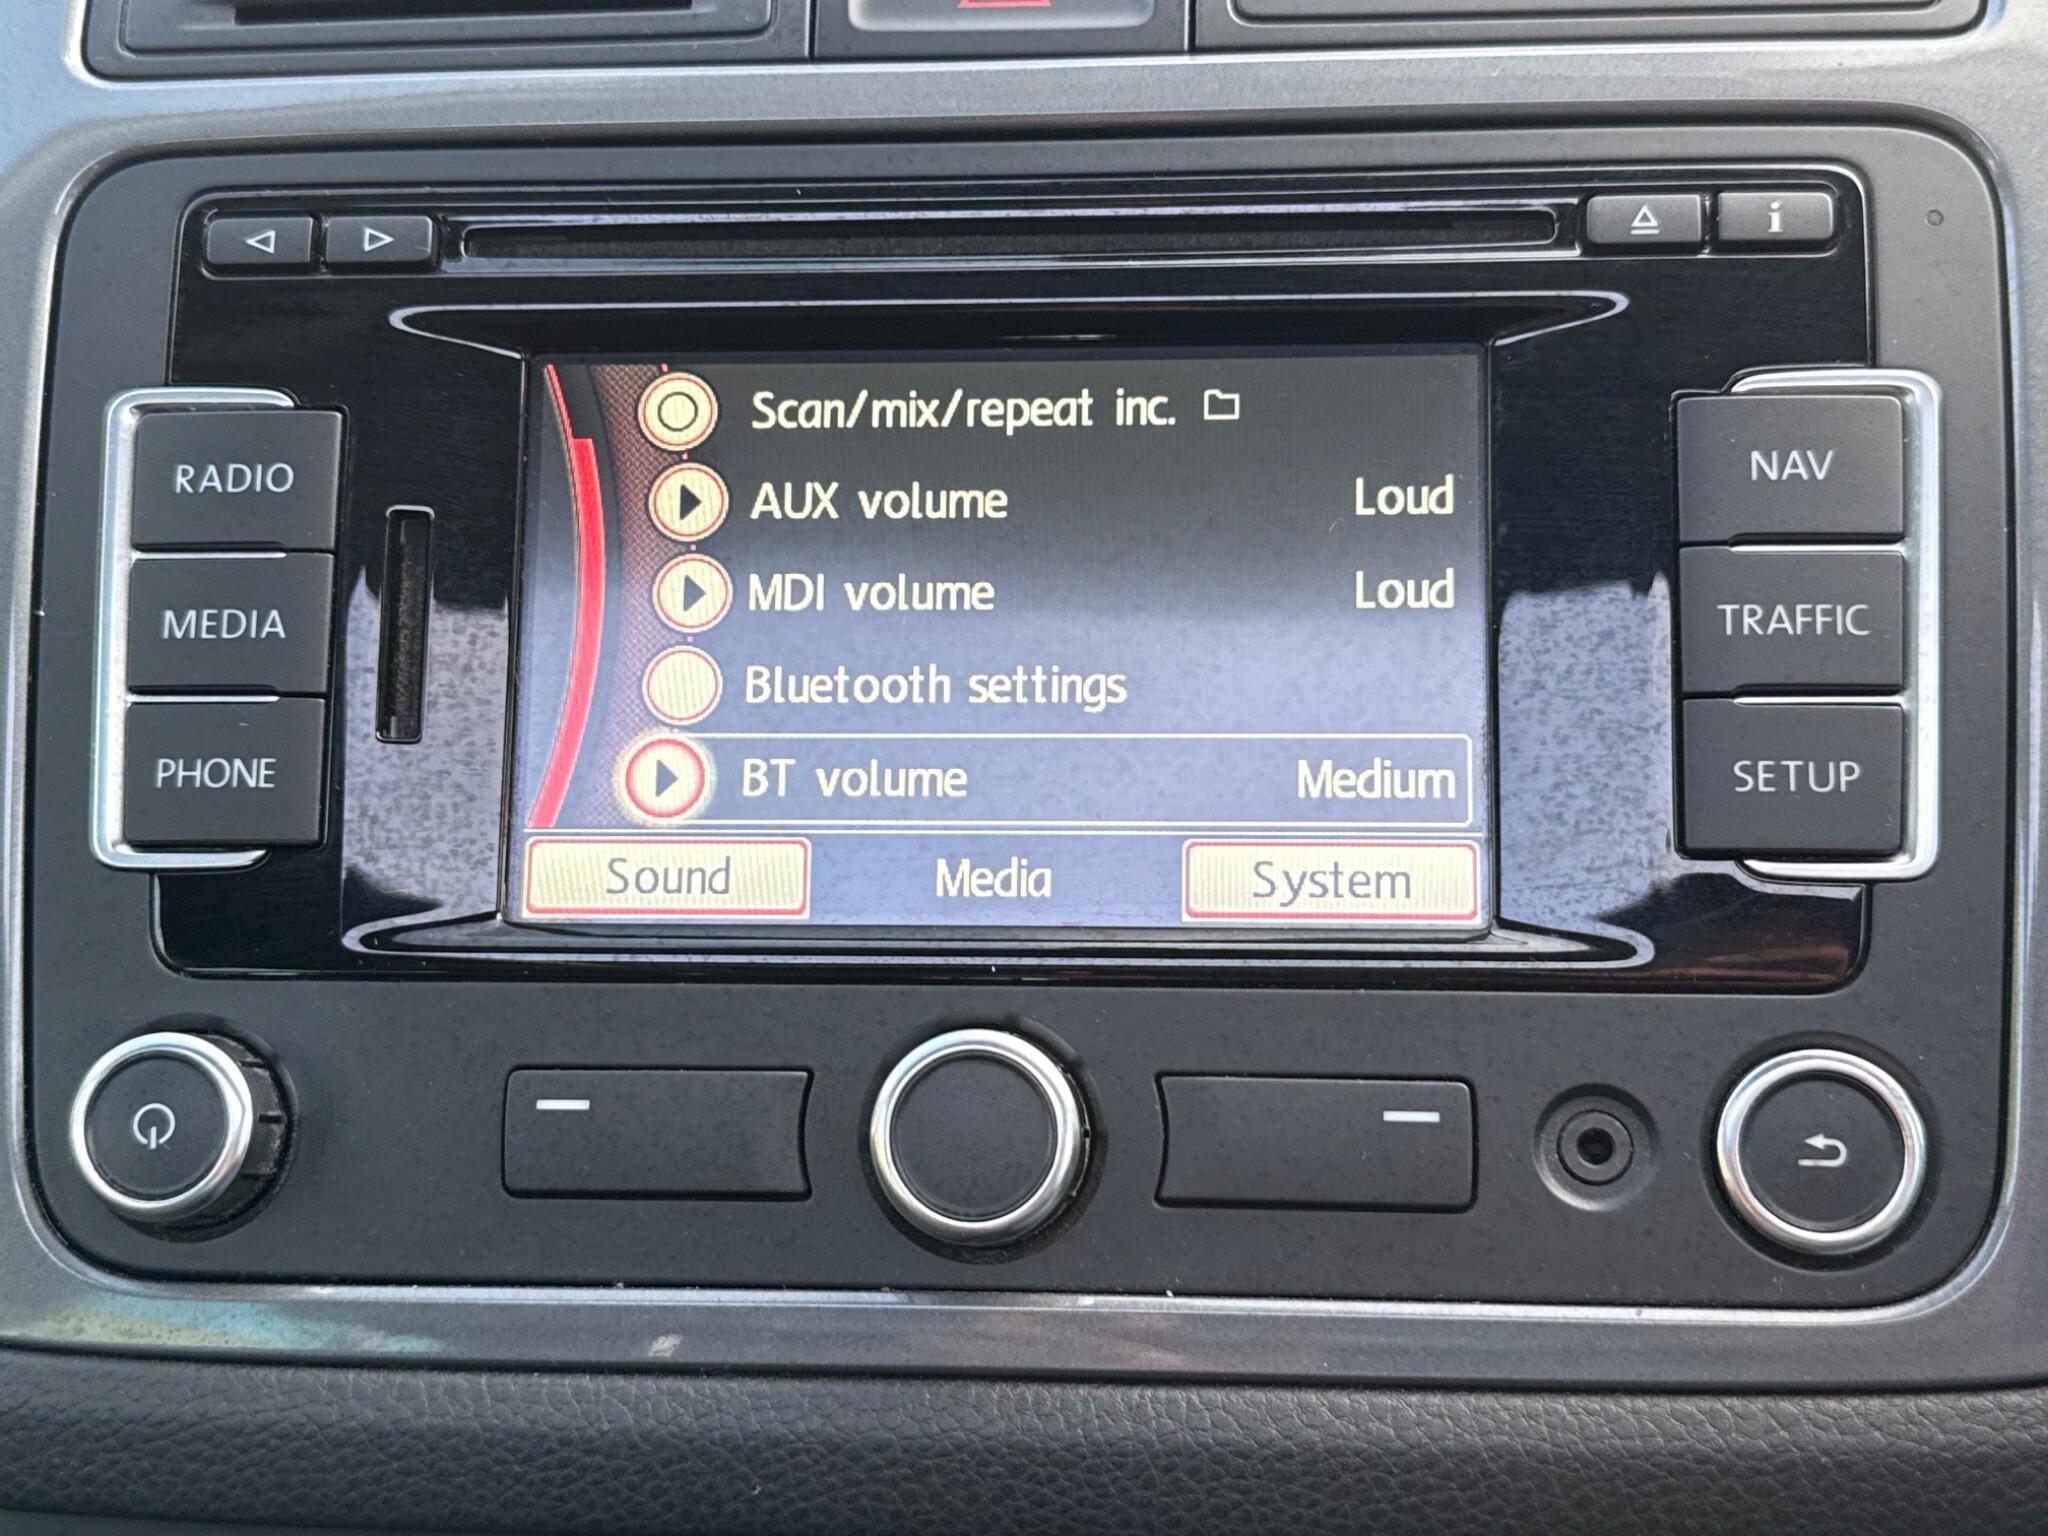 i
Scan/mix/repeat inc.
AUX volume Loud
MDI volume Loud
Bluetooth settings
BT volume Medium
Sound Media System
RADIO
MEDIA
PHONE
NAV
TRAFFIC
SETUP